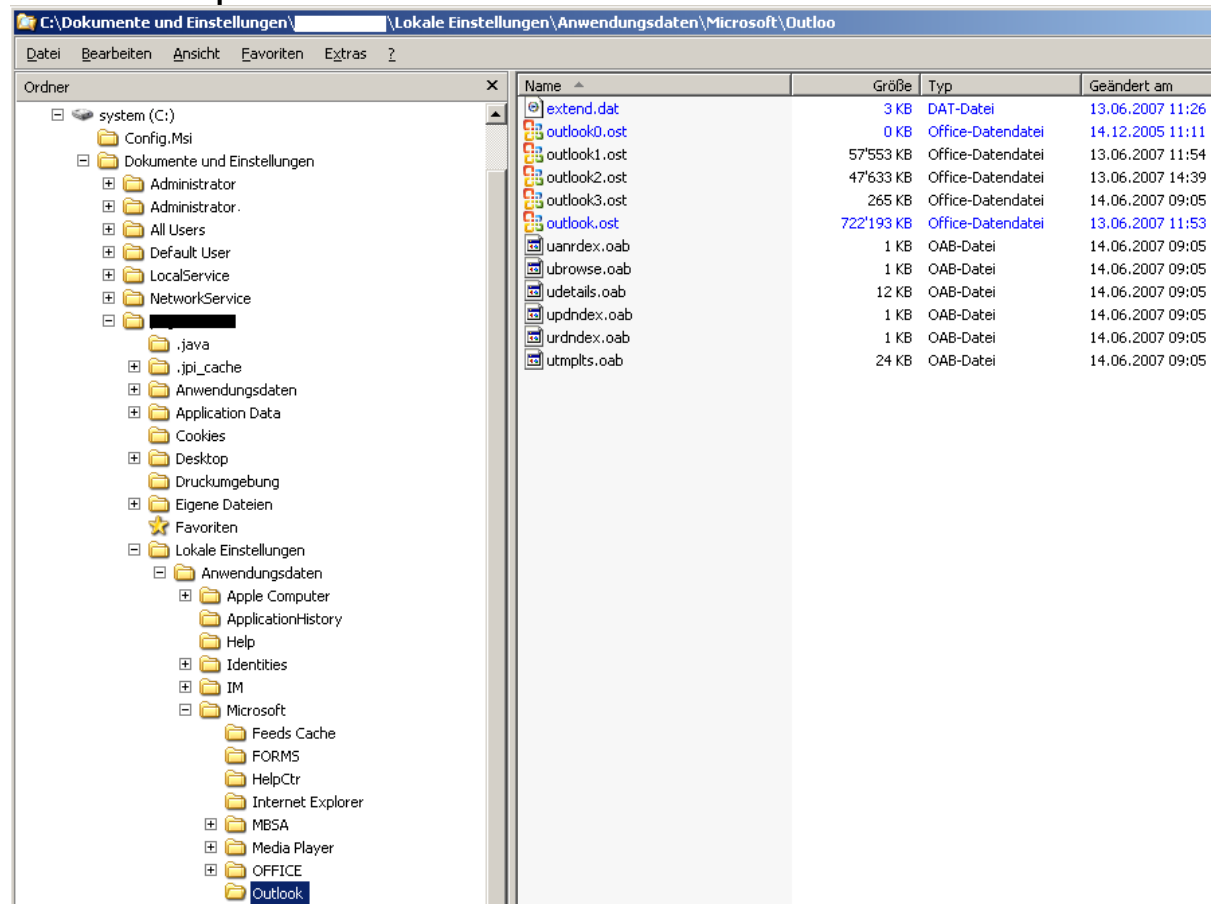 C:\Dokumente und Einstellungen\ \Lokale Einstellungen\Anwendungsdaten\Microsoft\Outloo
Datei Bearbeiten Ansicht Favoriten Extras ?
Ordner
system (C:)
Config.Msi
Dokumente und Einstellungen
Administrator
Administrator.
All Users
Default User
LocalService
NetworkService
.java
.jpi_cache
Anwendungsdaten
Application Data
Cookies
Desktop
Druckumgebung
Eigene Dateien
Favoriten
Lokale Einstellungen
Anwendungsdaten
Apple Computer
ApplicationHistory
Help
Identities
IM
Microsoft
Feeds Cache
FORMS
HelpCtr
Internet Explorer
MBSA
Media Player
OFFICE
Outlook
Name Größe Typ Geändert am
extend.dat 3 KB DAT-Datei 13.06.2007 11:26
outlook0.ost 0 KB Office-Datendatei 14.12.2005 11:11
outlook1.ost 57'553 KB Office-Datendatei 13.06.2007 11:54
outlook2.ost 47'633 KB Office-Datendatei 13.06.2007 14:39
outlook3.ost 265 KB Office-Datendatei 14.06.2007 09:05
outlook.ost 722'193 KB Office-Datendatei 13.06.2007 11:53
uanrdex.oab 1 KB OAB-Datei 14.06.2007 09:05
ubrowse.oab 1 KB OAB-Datei 14.06.2007 09:05
udetails.oab 12 KB OAB-Datei 14.06.2007 09:05
updndex.oab 1 KB OAB-Datei 14.06.2007 09:05
urdndex.oab 1 KB OAB-Datei 14.06.2007 09:05
utmplts.oab 24 KB OAB-Datei 14.06.2007 09:05